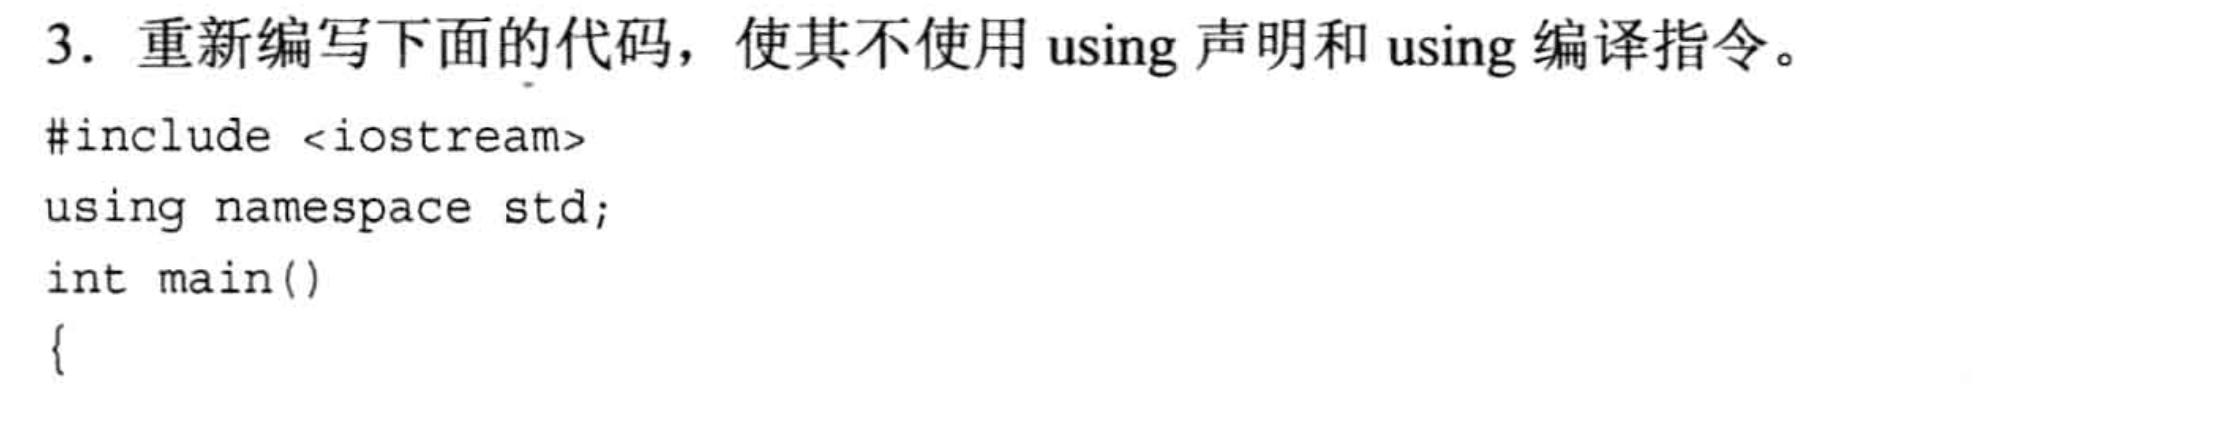 3．重新编写下面的代码，使其不使用 using 声明和 using 编译指令。
#include <iostream>
using namespace std;
int main()
{